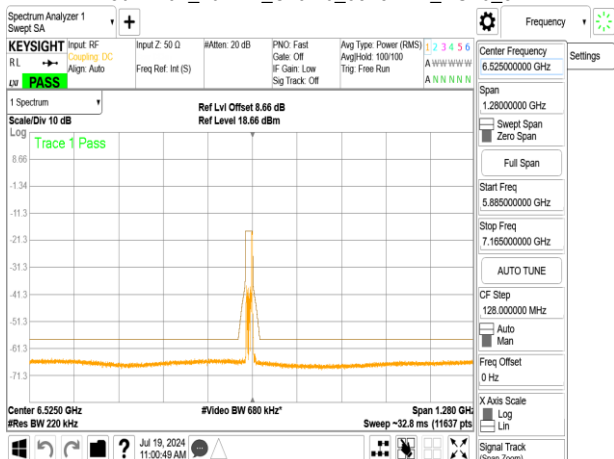 Spectrum Analyzer 1
Swept SA
+
Frequency
KEYSIGHT
RL
LXI
PASS
Input: RF
Coupling: DC
Align: Auto
Input Z: 50 Ω
Freq Ref: Int (S)
#Atten: 20 dB
PNO: Fast
Gate: Off
IF Gain: Low
Sig Track: Off
Avg Type: Power (RMS)
Avg|Hold: 100/100
Trig: Free Run
1 2 3 4 5 6
A W W W W W
A N N N N N
1 Spectrum
Scale/Div 10 dB
Log
Ref Lvl Offset 8.66 dB
Ref Level 18.66 dBm
Trace 1 Pass
8.66
-1.34
-11.3
-21.3
-31.3
-41.3
-51.3
-61.3
-71.3
Center 6.5250 GHz
#Res BW 220 kHz
#Video BW 680 kHz*
Span 1.280 GHz
Sweep ~32.8 ms (11637 pts)
Jul 19, 2024
11:00:49 AM
?
Center Frequency
6.525000000 GHz
Settings
Span
1.28000000 GHz
Swept Span
Zero Span
Full Span
Start Freq
5.885000000 GHz
Stop Freq
7.165000000 GHz
AUTO TUNE
CF Step
128.000000 MHz
Auto
Man
Freq Offset
0 Hz
X Axis Scale
Log
Lin
Signal Track
(Span Zoom)